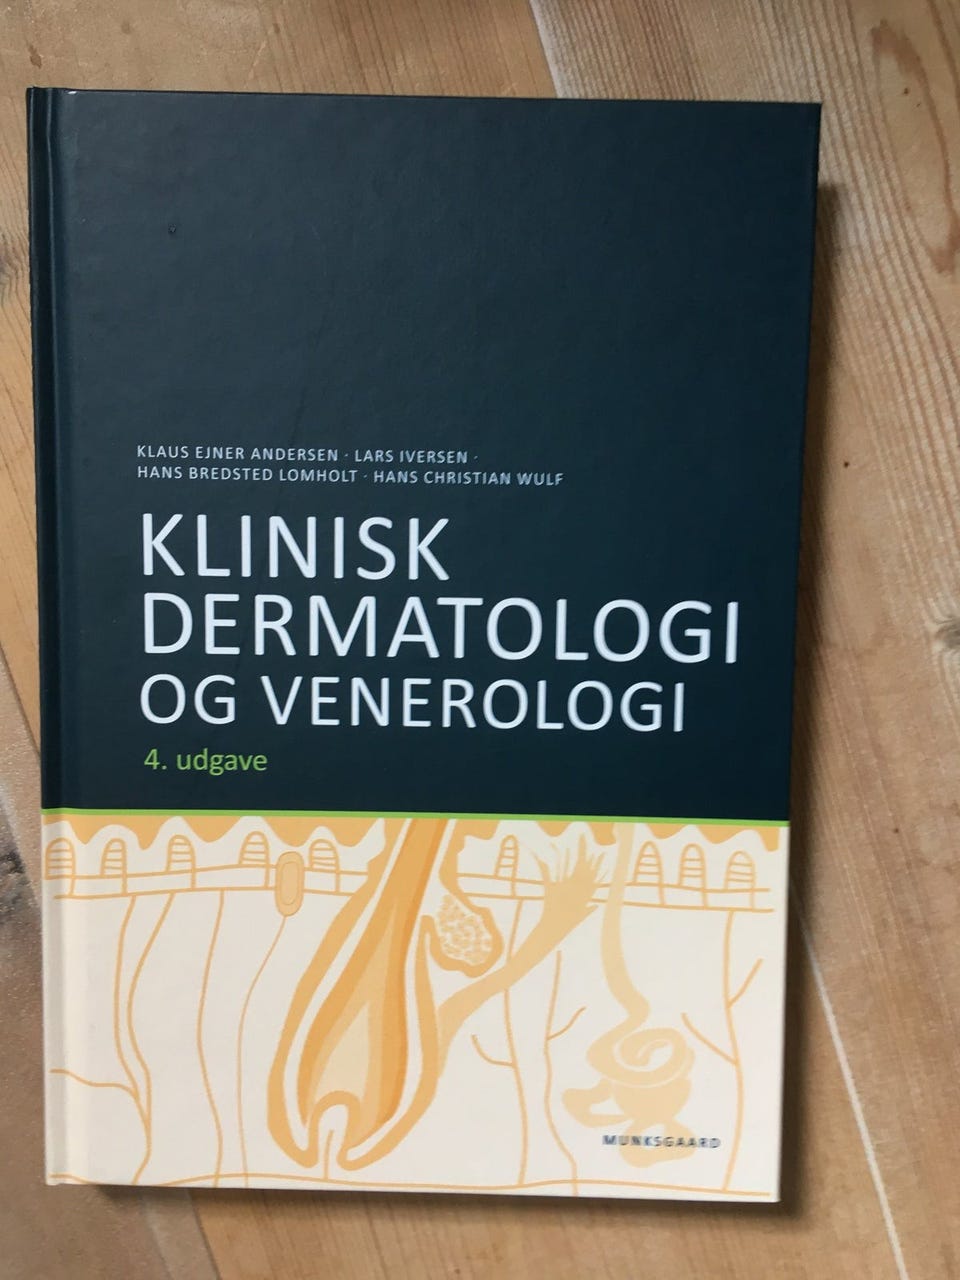 KLAUS EJNER ANDERSEN · LARS IVERSEN ·
HANS BREDSTED LOMHOLT · HANS CHRISTIAN WULF
KLINISK
DERMATOLOGI
OG VENEROLOGI
4. udgave
MUNKSGAARD